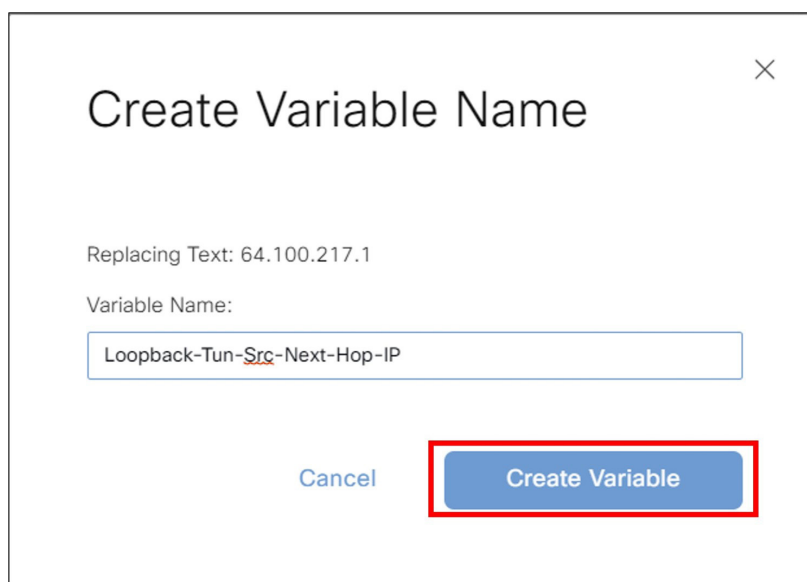 Create Variable Name
Replacing Text: 64.100.217.1
Variable Name:
Loopback-Tun-Src-Next-Hop-IP
Cancel
Create Variable